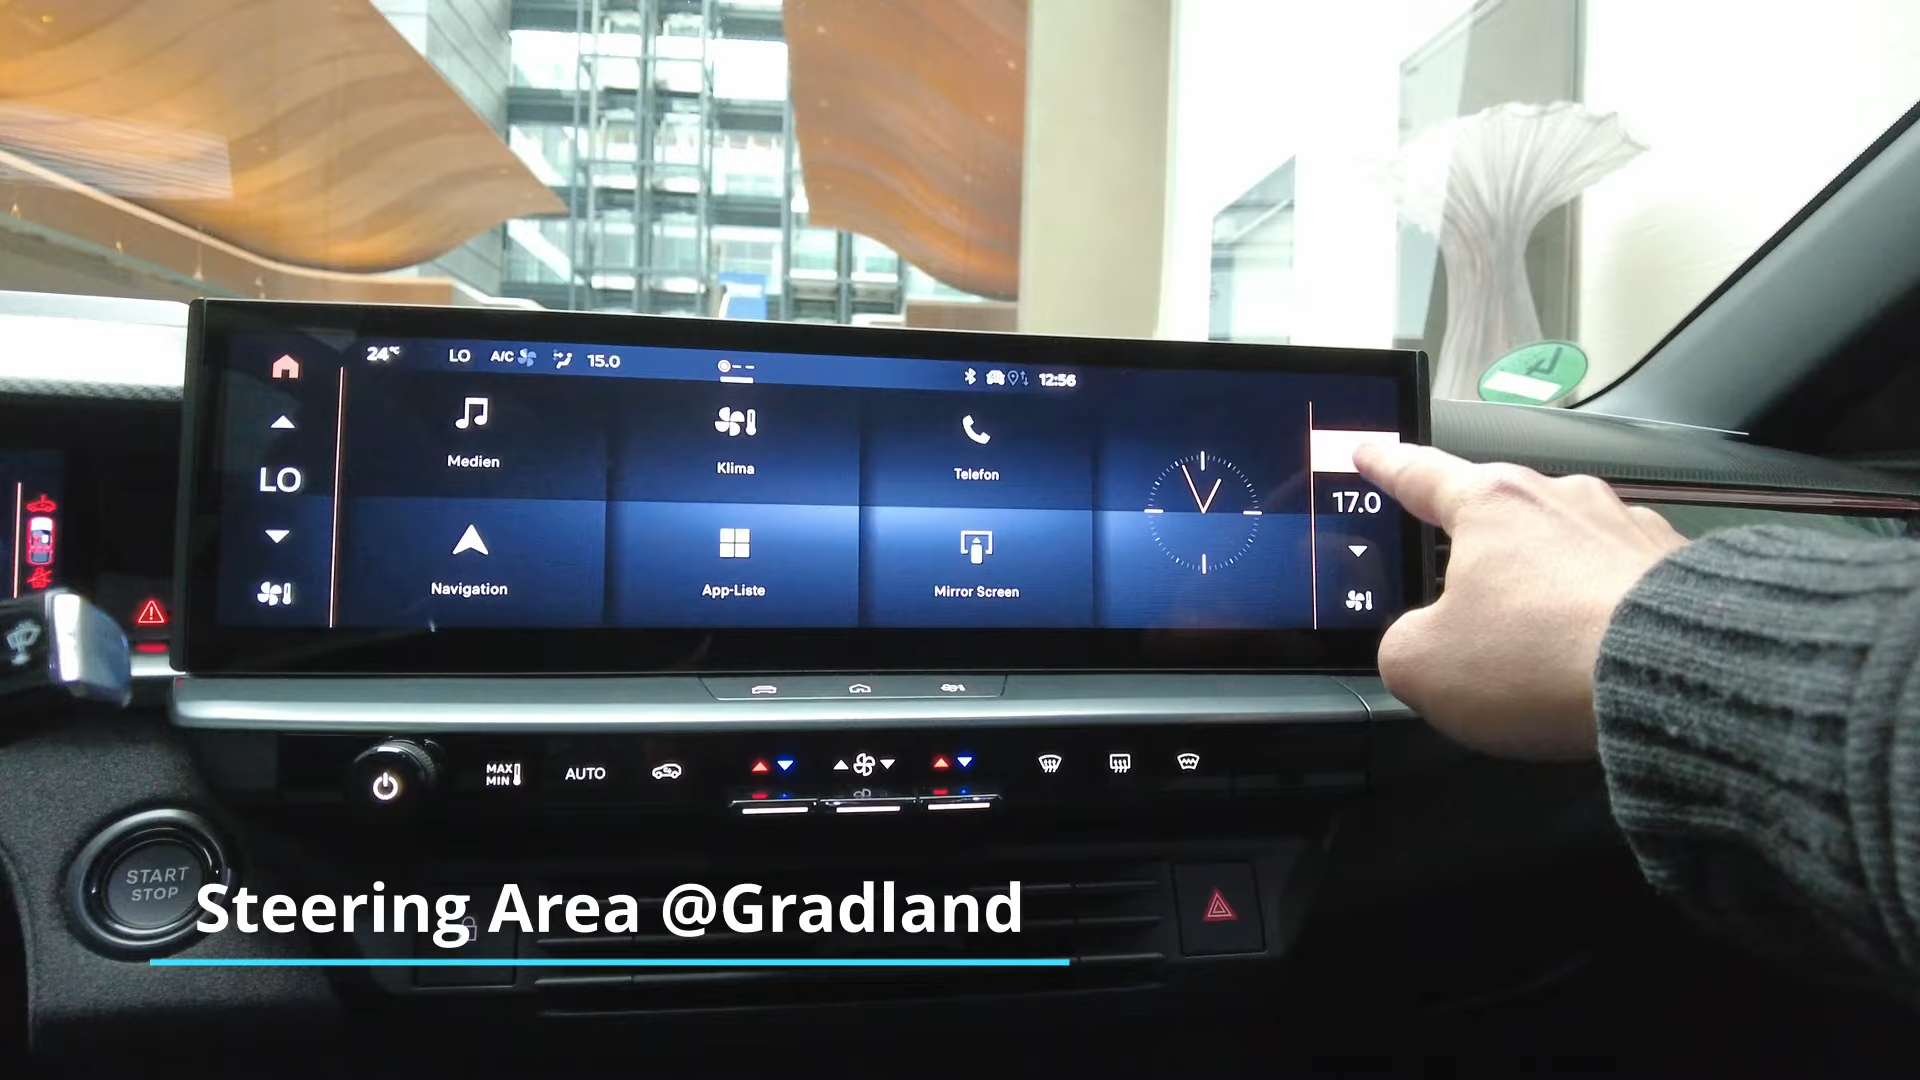 24°C LO A/C 15.0 12:56
Medien Klima Telefon
LO
17.0
Navigation App-Liste Mirror Screen
MAX
MIN
AUTO
START
STOP
Steering Area @Gradland